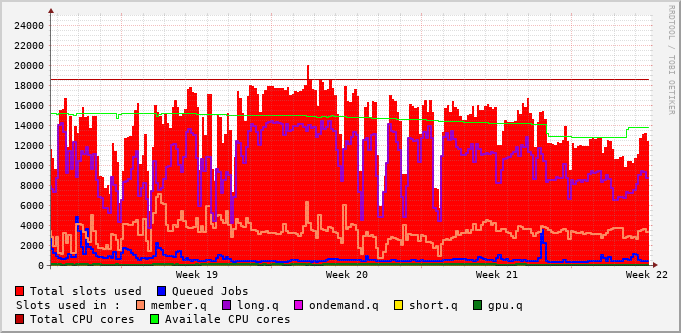 24000
22000
20000
18000
16000
14000
12000
10000
8000
6000
4000
2000
0
Week 19 Week 20 Week 21 Week 22
Total slots used Queued Jobs
Slots used in : member.q long.q ondemand.q short.q gpu.q
Total CPU cores Availale CPU cores
RRDTOOL / TOBI OETIKER